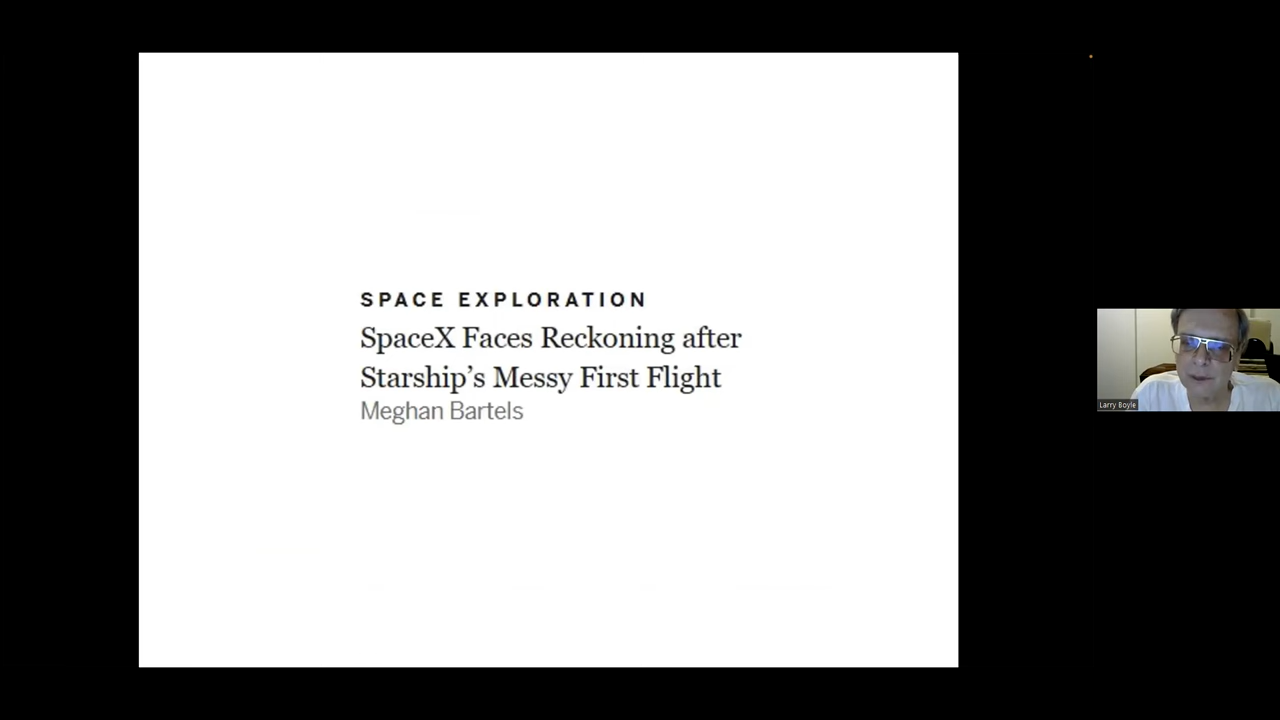 SPACE EXPLORATION
SpaceX Faces Reckoning after
Starship’s Messy First Flight
Meghan Bartels
Larry Boyle